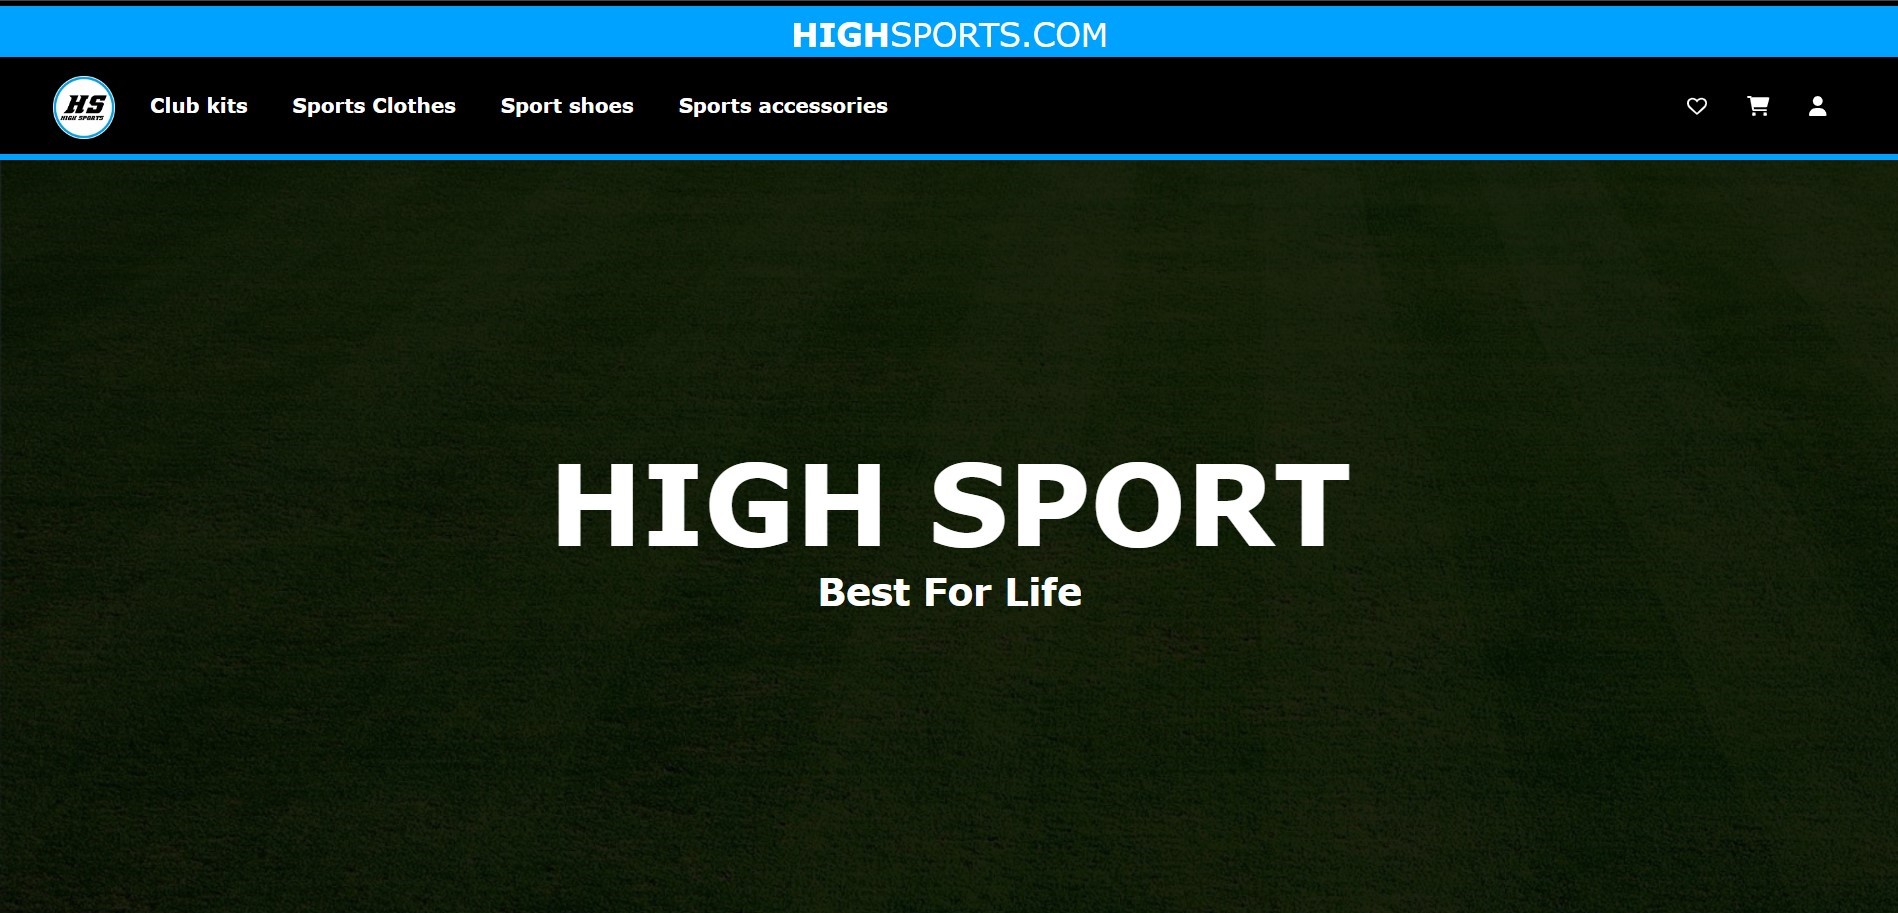 HIGHSPORTS.COM
HS
HIGH SPORTS
Club kits Sports Clothes Sport shoes Sports accessories
HIGH SPORT
Best For Life